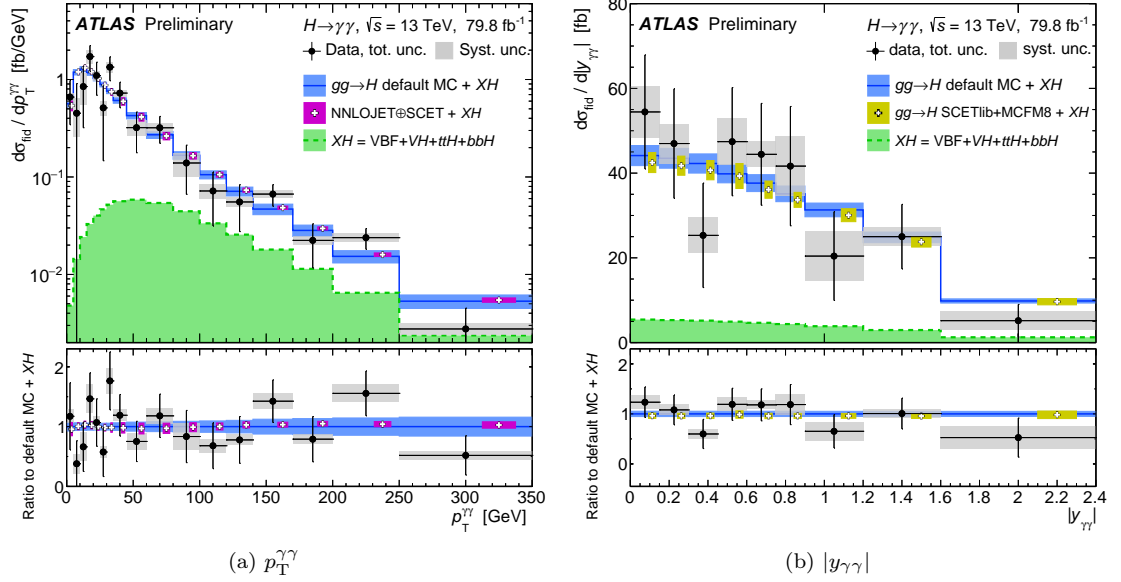 ATLAS Preliminary
H→γγ, √s = 13 TeV, 79.8 fb⁻¹
Data, tot. unc. Syst. unc.
gg→H default MC + XH
NNLOJET⊕SCET + XH
XH = VBF+VH+ttH+bbH
dσ_fid / dp_T^γγ [fb/GeV]
1
10⁻¹
10⁻²
Ratio to default MC + XH
2
1
0
0 50 100 150 200 250 300 350
p_T^γγ [GeV]
(a) p_T^γγ
ATLAS Preliminary
H→γγ, √s = 13 TeV, 79.8 fb⁻¹
data, tot. unc. syst. unc.
gg→H default MC + XH
gg→H SCETlib+MCFM8 + XH
XH = VBF+VH+ttH+bbH
dσ_fid / d|y_γγ| [fb]
80
60
40
20
0
Ratio to default MC + XH
2
1
0
0 0.2 0.4 0.6 0.8 1 1.2 1.4 1.6 1.8 2 2.2 2.4
|y_γγ|
(b) |y_γγ|